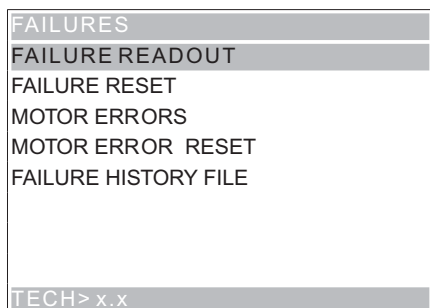 FAILURES
FAILURE READOUT
FAILURE RESET
MOTOR ERRORS
MOTOR ERROR RESET
FAILURE HISTORY FILE
TECH> x.x